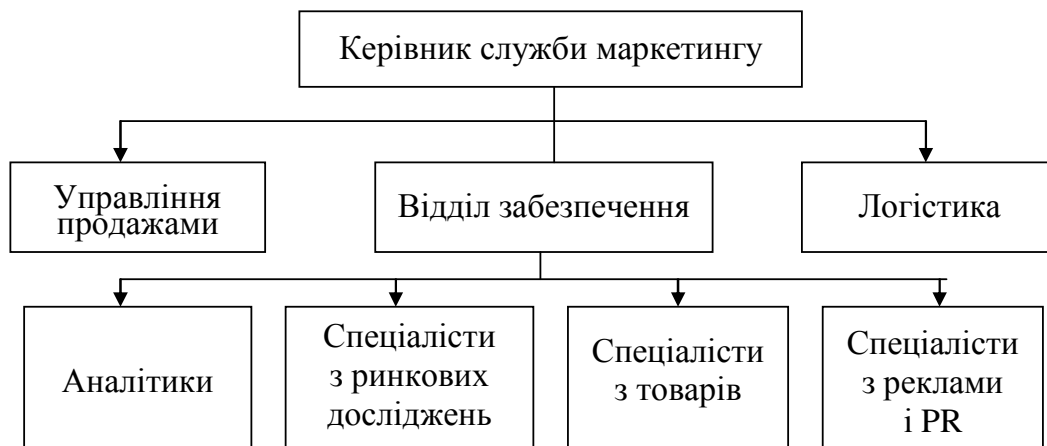 Керівник служби маркетингу
Управління
продажами
Відділ забезпечення
Логістика
Аналітики
Спеціалісти
з ринкових
досліджень
Спеціалісти
з товарів
Спеціалісти
з реклами
і PR